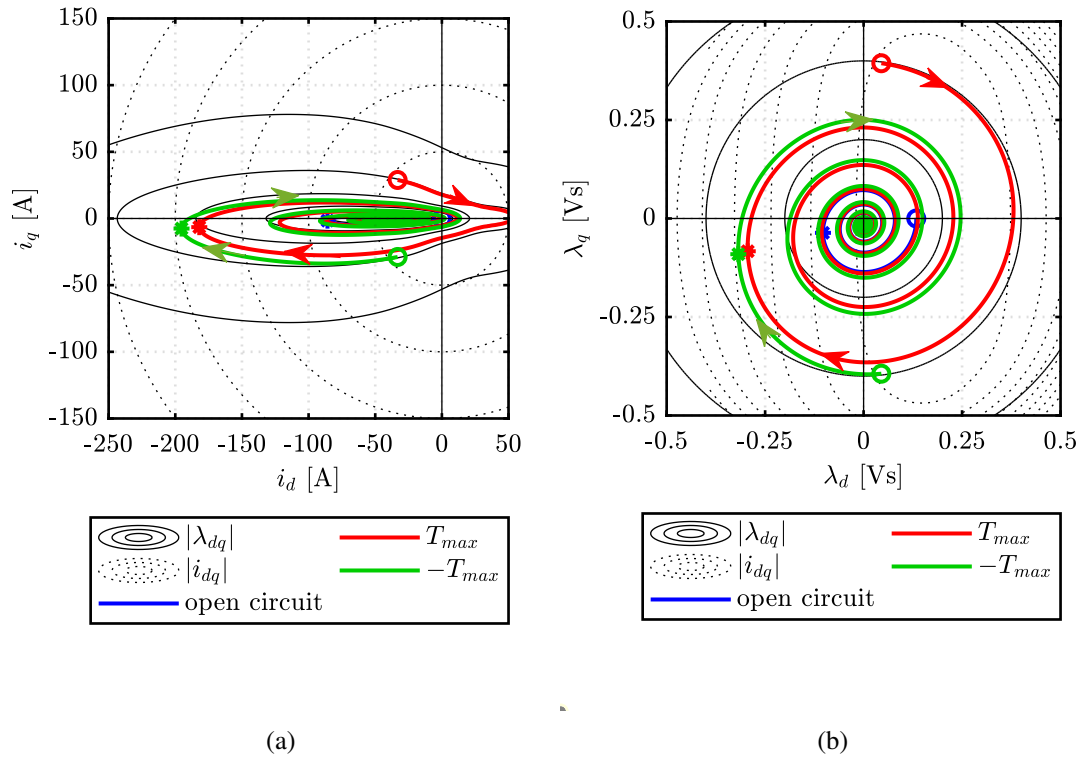 150
100
50
0
-50
-100
-150
-250 -200 -150 -100 -50 0 50
i_d [A]
i_q [A]
|λ_dq|
|i_dq|
open circuit
T_max
-T_max
(a)
0.5
0.25
0
-0.25
-0.5
-0.5 -0.25 0 0.25 0.5
λ_d [Vs]
λ_q [Vs]
|λ_dq|
|i_dq|
open circuit
T_max
-T_max
(b)